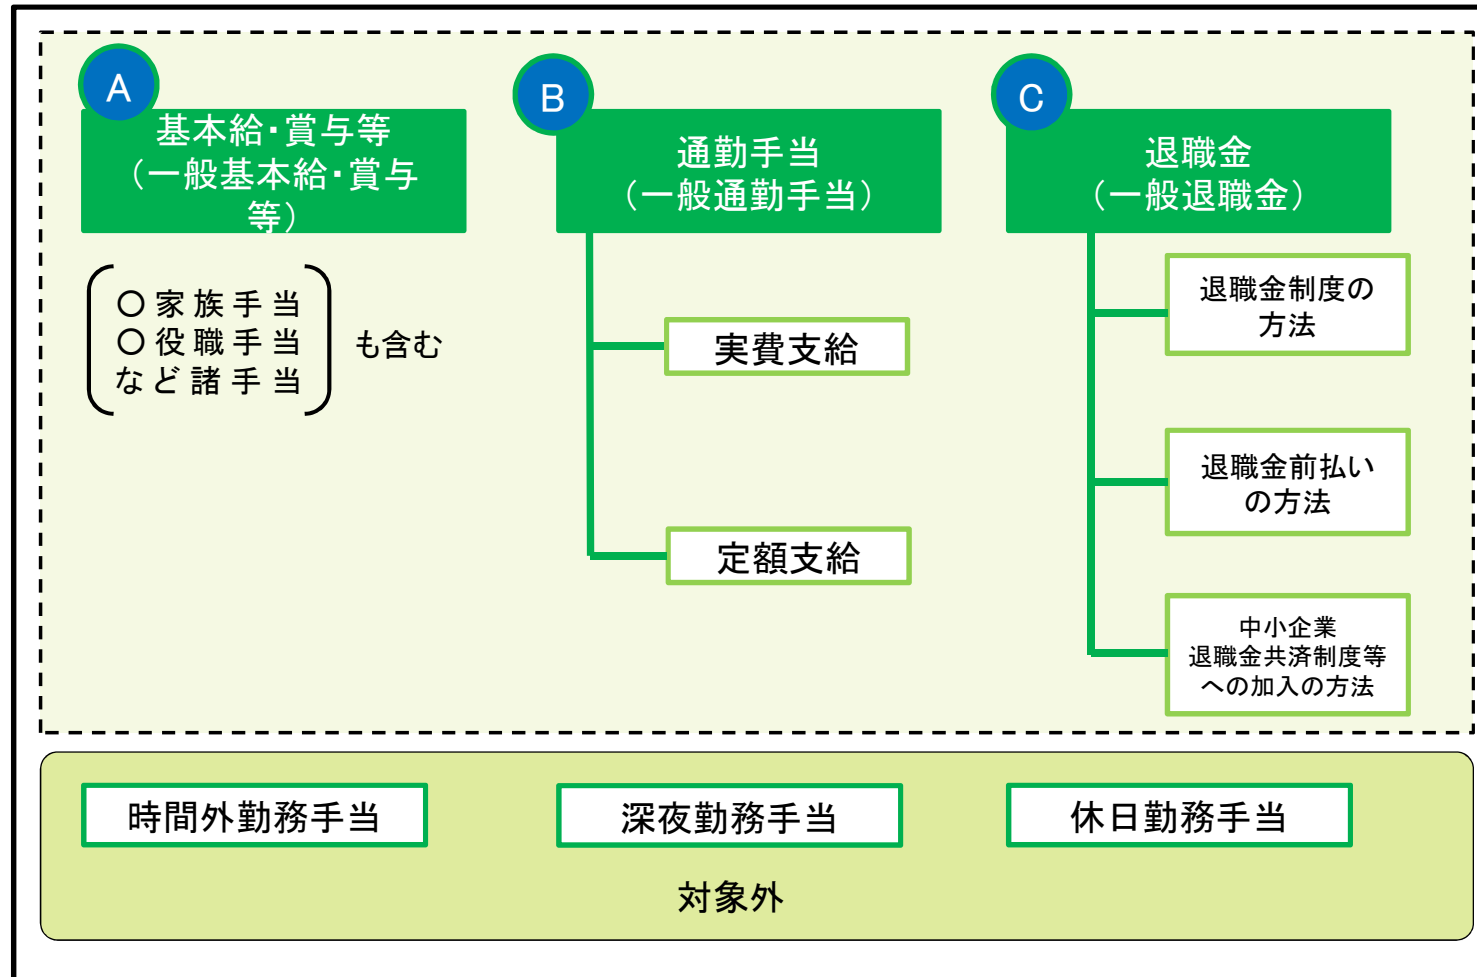 A
基本給・賞与等
（一般基本給・賞与
等）
〇家族手当
〇役職手当
など諸手当
も含む
B
通勤手当
（一般通勤手当）
実費支給
定額支給
C
退職金
（一般退職金）
退職金制度の
方法
退職金前払い
の方法
中小企業
退職金共済制度等
への加入の方法
時間外勤務手当
深夜勤務手当
休日勤務手当
対象外